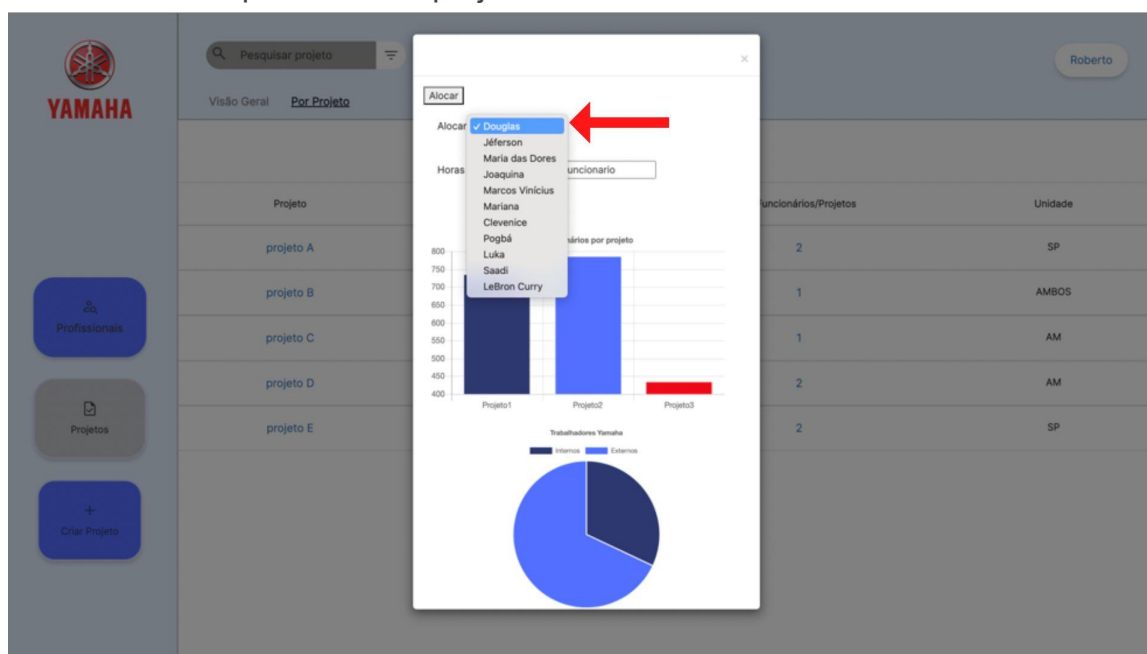 YAMAHA
Pesquisar projeto
Roberto
Visão Geral Por Projeto
Alocar
Alocar ✓ Douglas
Jéferson
Maria das Dores
Joaquina
Marcos Vinícius
Mariana
Clevenice
Pogbá
Luka
Saadi
LeBron Curry
Horas
uncionario
Projeto
uncionários/Projetos
Unidade
projeto A 2 SP
projeto B 1 AMBOS
projeto C 1 AM
projeto D 2 AM
projeto E 2 SP
Profissionais
Projetos
+
Criar Projeto
nários por projeto
800
750
700
650
600
550
500
450
400
Projeto1 Projeto2 Projeto3
Trabalhadores Yamaha
Internos Externos